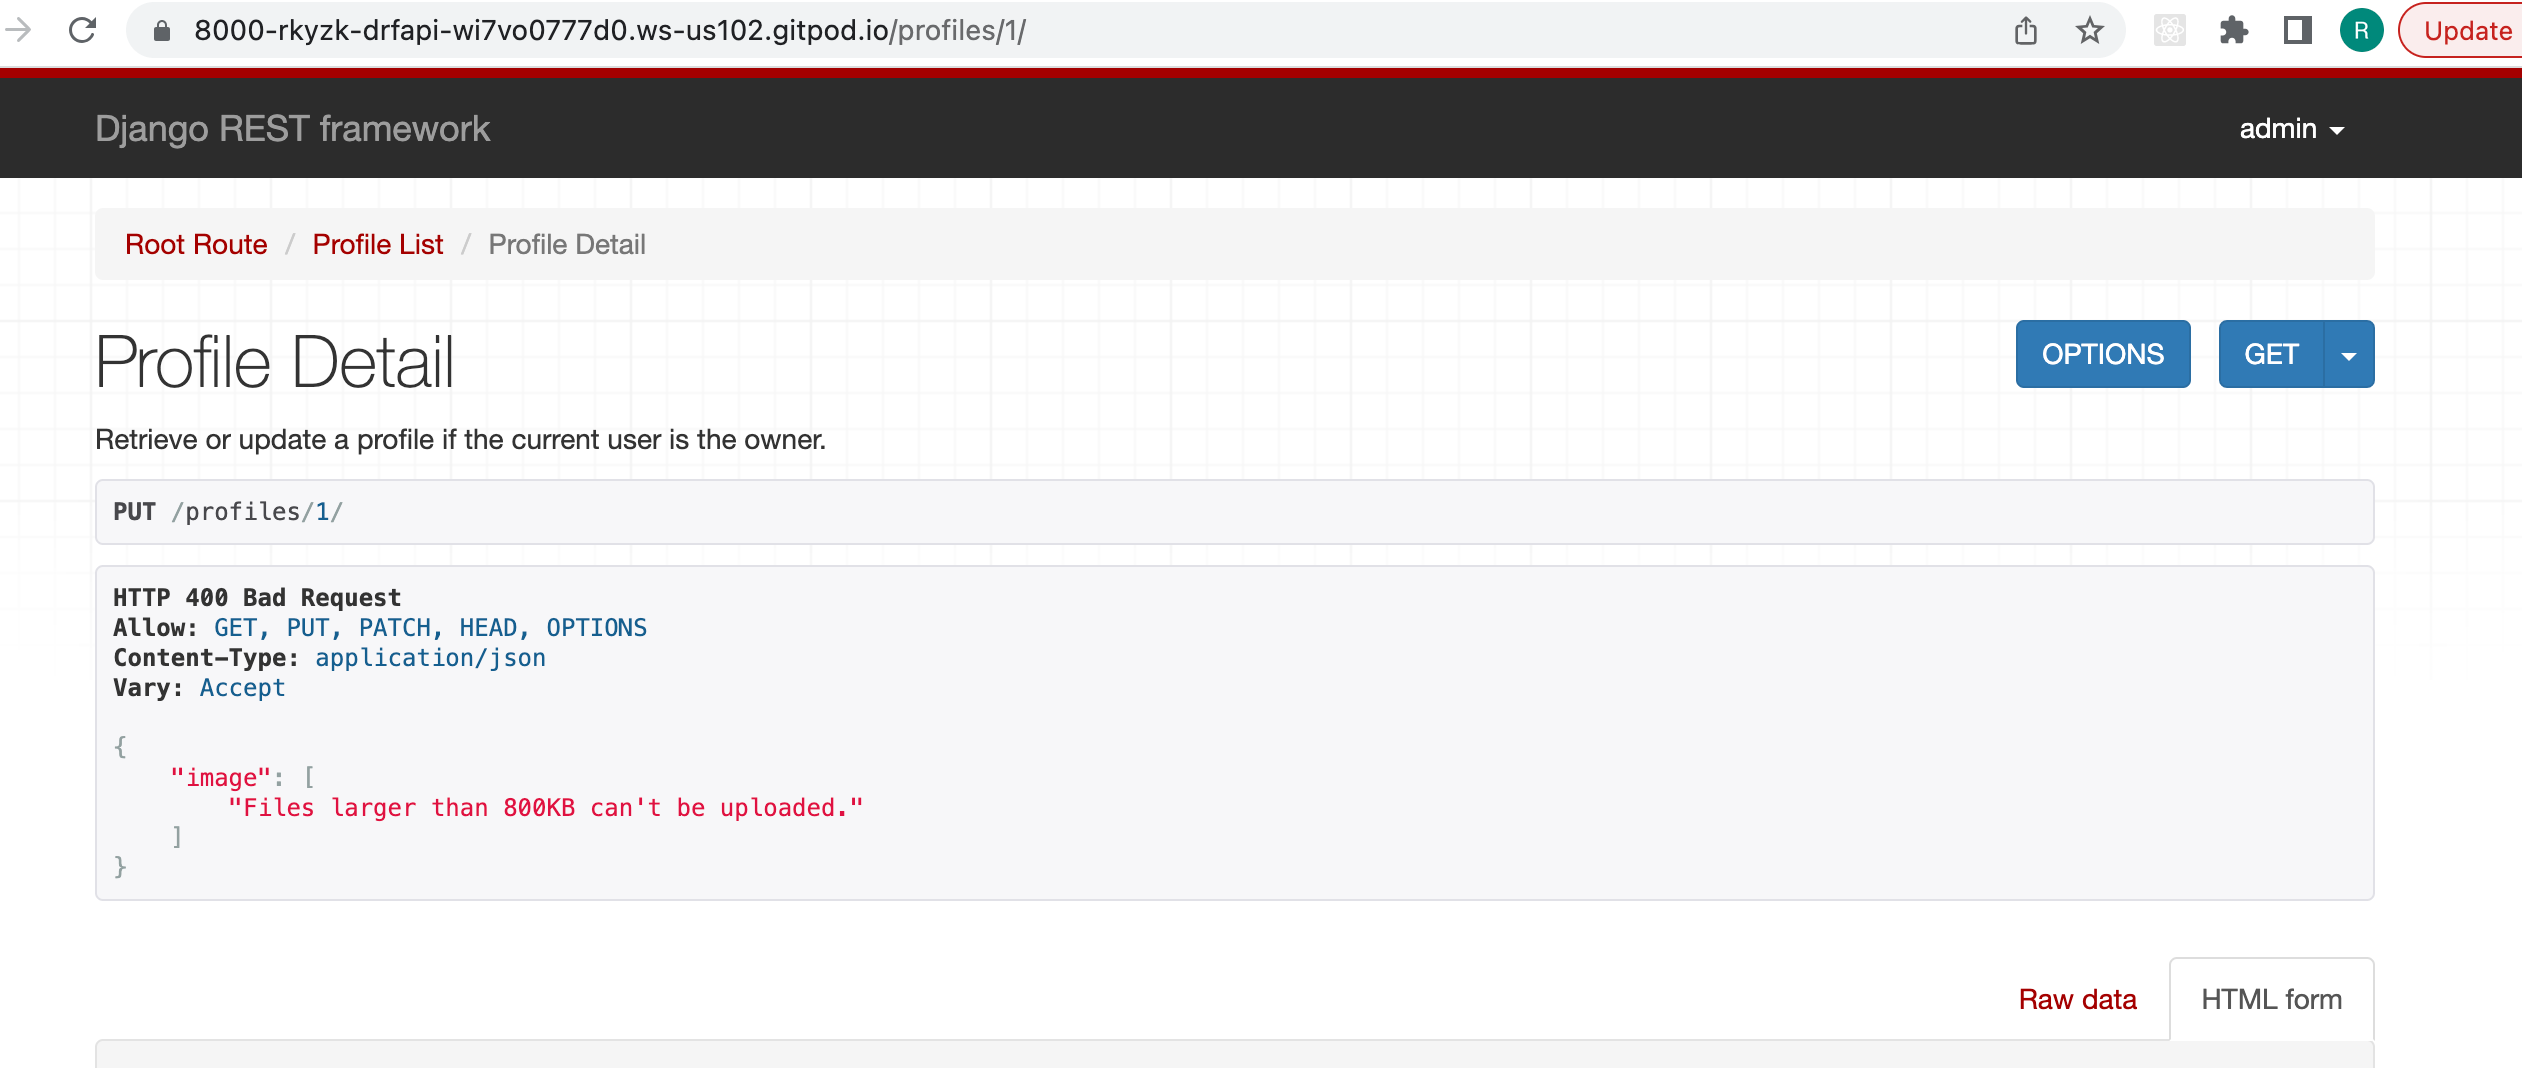 8000-rkyzk-drfapi-wi7vo0777d0.ws-us102.gitpod.io/profiles/1/
R
Update
Django REST framework
admin
Root Route / Profile List / Profile Detail
Profile Detail
OPTIONS
GET
Retrieve or update a profile if the current user is the owner.
PUT /profiles/1/
HTTP 400 Bad Request
Allow: GET, PUT, PATCH, HEAD, OPTIONS
Content-Type: application/json
Vary: Accept
{
    "image": [
        "Files larger than 800KB can't be uploaded."
    ]
}
Raw data
HTML form